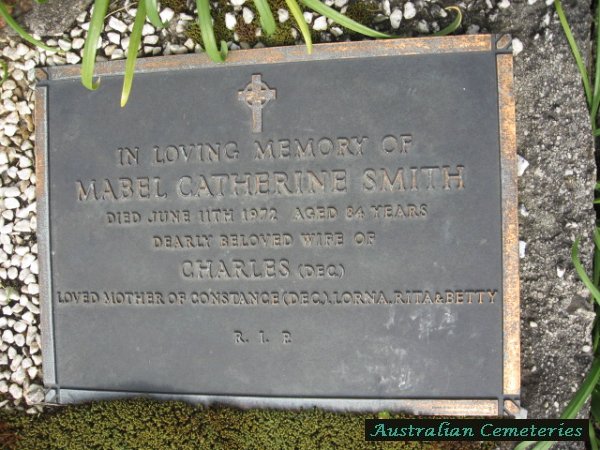 IN LOVING MEMORY OF
MABEL CATHERINE SMITH
DIED JUNE 11TH 1972 AGED 84 YEARS
DEARLY BELOVED WIFE OF
CHARLES (DEC.)
LOVED MOTHER OF CONSTANCE (DEC.), LORNA, RITA & BETTY
R. I. P.
Australian Cemeteries